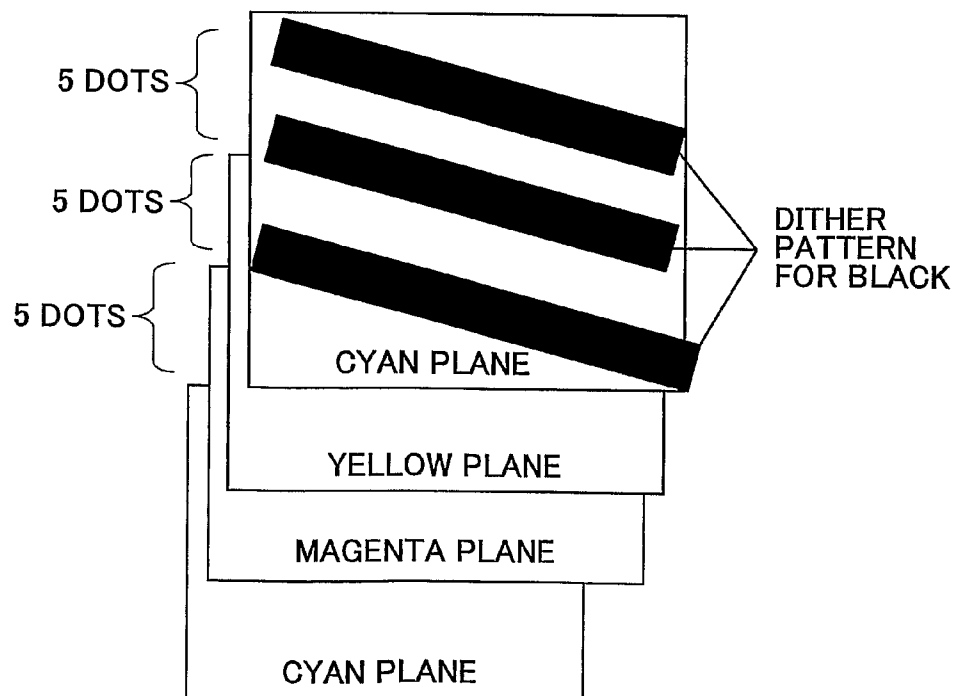 5 DOTS
5 DOTS
5 DOTS
DITHER
PATTERN
FOR BLACK
CYAN PLANE
YELLOW PLANE
MAGENTA PLANE
CYAN PLANE